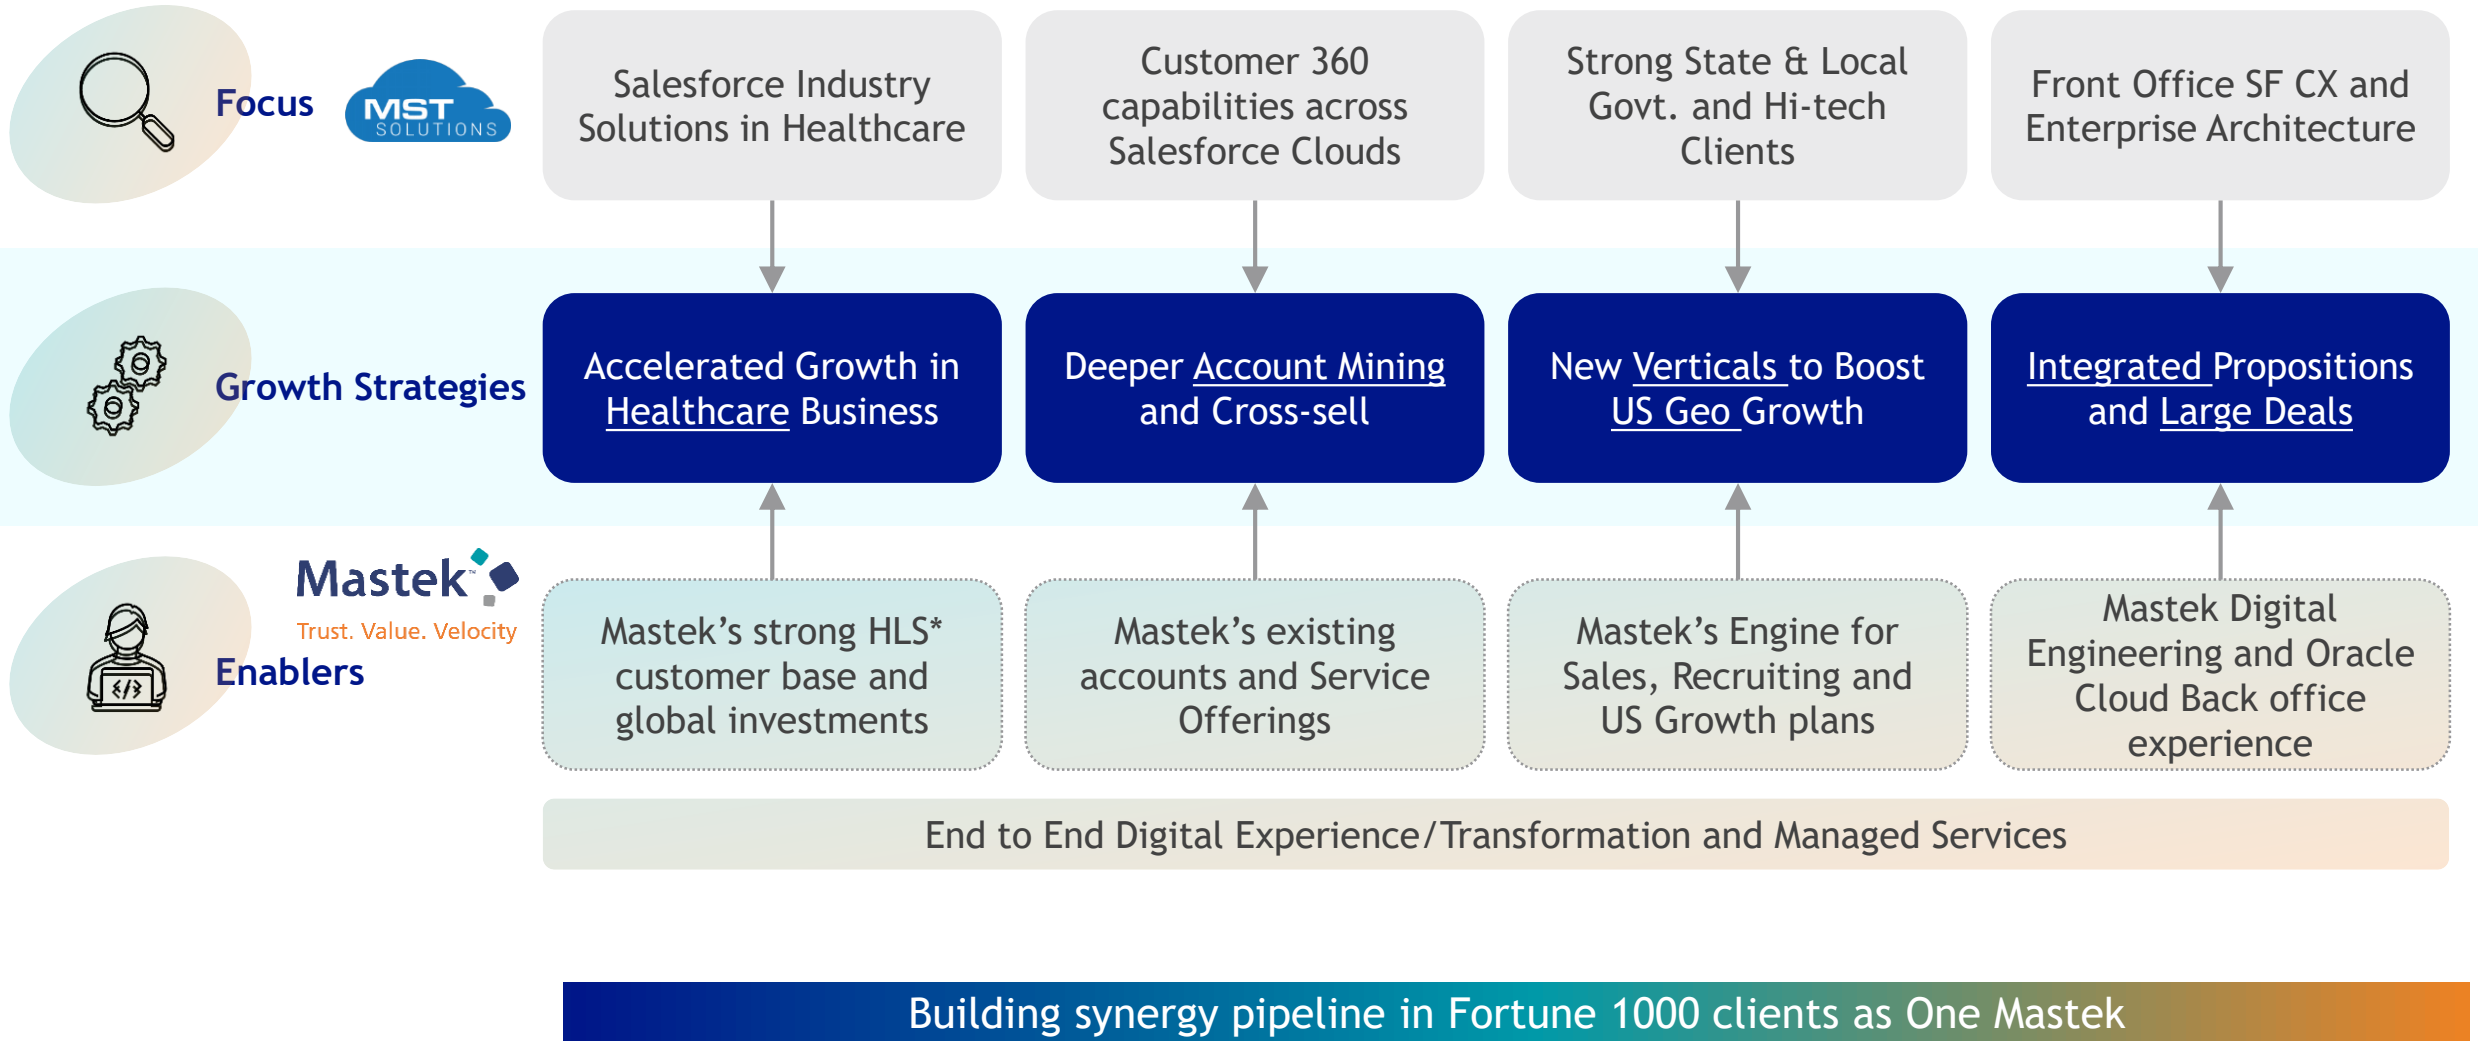 Focus
MST
SOLUTIONS
Salesforce Industry
Solutions in Healthcare
Customer 360
capabilities across
Salesforce Clouds
Strong State & Local
Govt. and Hi-tech
Clients
Front Office SF CX and
Enterprise Architecture
Growth Strategies
Accelerated Growth in
Healthcare Business
Deeper Account Mining
and Cross-sell
New Verticals to Boost
US Geo Growth
Integrated Propositions
and Large Deals
Mastek™
Trust. Value. Velocity
Enablers
</>
Mastek’s strong HLS*
customer base and
global investments
Mastek’s existing
accounts and Service
Offerings
Mastek’s Engine for
Sales, Recruiting and
US Growth plans
Mastek Digital
Engineering and Oracle
Cloud Back office
experience
End to End Digital Experience/Transformation and Managed Services
Building synergy pipeline in Fortune 1000 clients as One Mastek